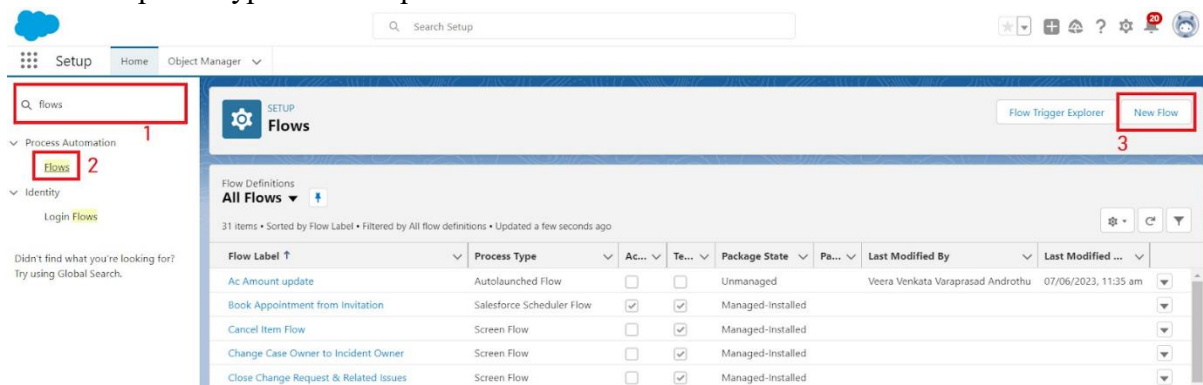 Search Setup
20
Setup Home Object Manager
flows
1
Process Automation
Flows 2
Identity
Login Flows
Didn't find what you're looking for?
Try using Global Search.
SETUP
Flows
Flow Trigger Explorer New Flow
3
Flow Definitions
All Flows
31 items • Sorted by Flow Label • Filtered by All flow definitions • Updated a few seconds ago
Flow Label ↑ Process Type Ac... Te... Package State Pa... Last Modified By Last Modified ...
Ac Amount update Autolaunched Flow Unmanaged Veera Venkata Varaprasad Androthu 07/06/2023, 11:35 am
Book Appointment from Invitation Salesforce Scheduler Flow Managed-Installed
Cancel Item Flow Screen Flow Managed-Installed
Change Case Owner to Incident Owner Screen Flow Managed-Installed
Close Change Request & Related Issues Screen Flow Managed-Installed